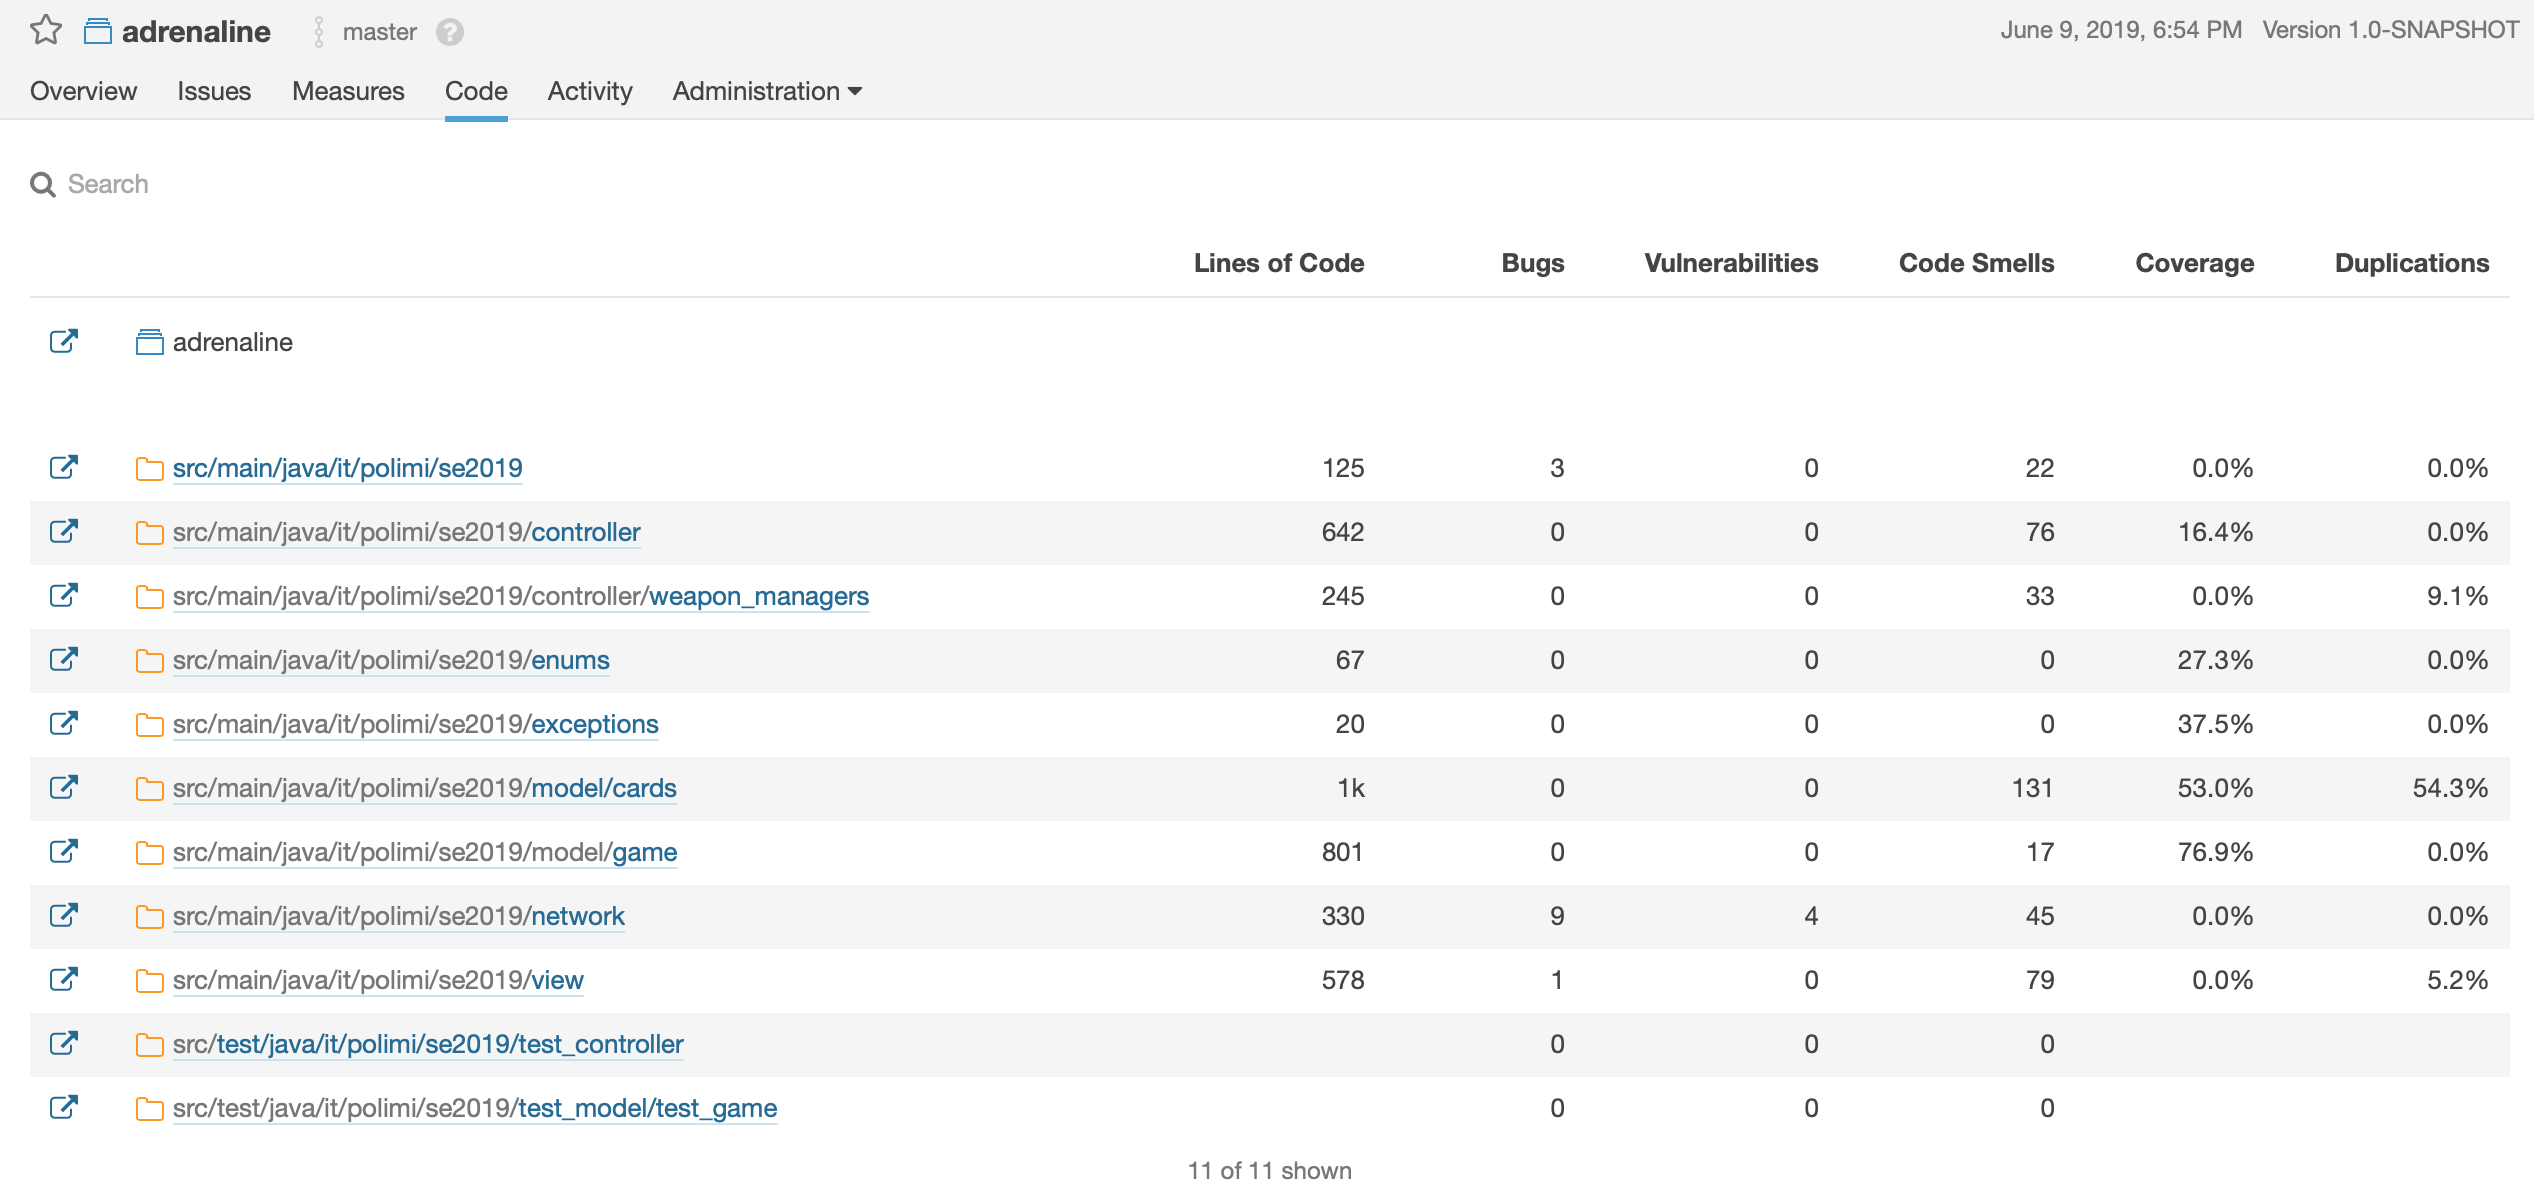 adrenaline master ? June 9, 2019, 6:54 PM Version 1.0-SNAPSHOT
Overview Issues Measures Code Activity Administration
Search
Lines of Code Bugs Vulnerabilities Code Smells Coverage Duplications
adrenaline
src/main/java/it/polimi/se2019 125 3 0 22 0.0% 0.0%
src/main/java/it/polimi/se2019/controller 642 0 0 76 16.4% 0.0%
src/main/java/it/polimi/se2019/controller/weapon_managers 245 0 0 33 0.0% 9.1%
src/main/java/it/polimi/se2019/enums 67 0 0 0 27.3% 0.0%
src/main/java/it/polimi/se2019/exceptions 20 0 0 0 37.5% 0.0%
src/main/java/it/polimi/se2019/model/cards 1k 0 0 131 53.0% 54.3%
src/main/java/it/polimi/se2019/model/game 801 0 0 17 76.9% 0.0%
src/main/java/it/polimi/se2019/network 330 9 4 45 0.0% 0.0%
src/main/java/it/polimi/se2019/view 578 1 0 79 0.0% 5.2%
src/test/java/it/polimi/se2019/test_controller 0 0 0
src/test/java/it/polimi/se2019/test_model/test_game 0 0 0
11 of 11 shown